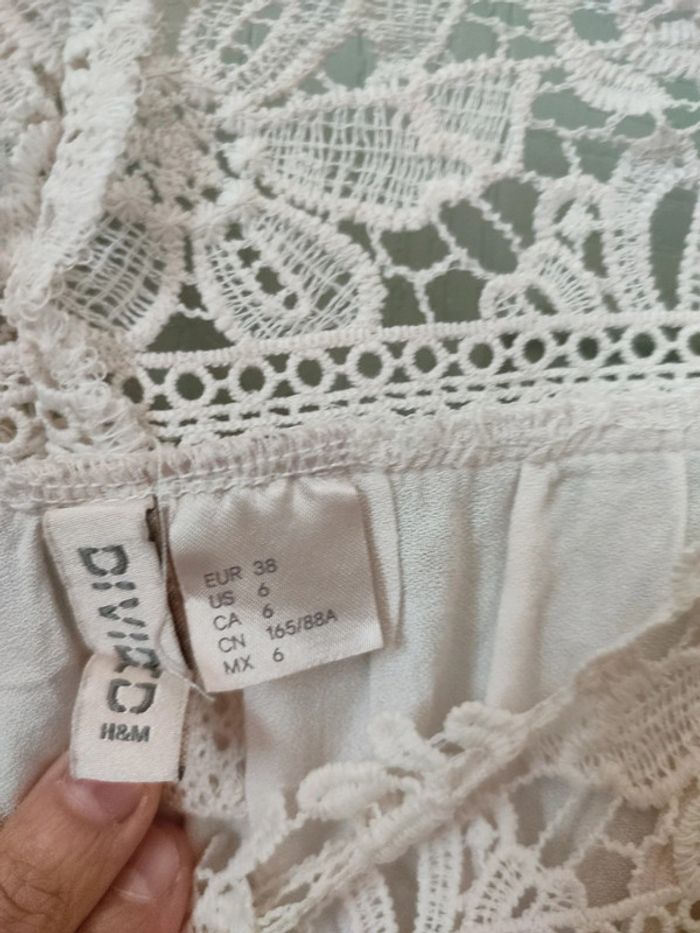 DIVIDED
H&M
EUR 38
US 6
CA 6
CN 165/88A
MX 6